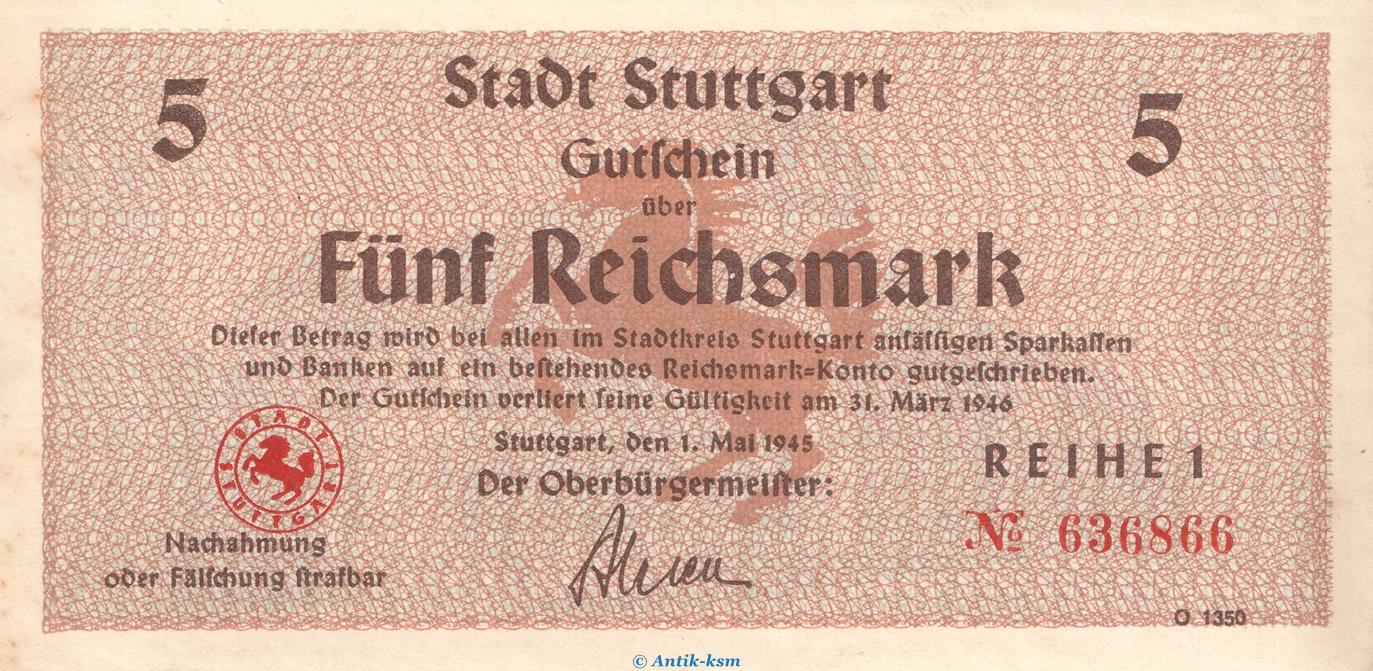 5
Stadt Stuttgart
5
Gutschein
über
Fünf Reichsmark
Dieser Betrag wird bei allen im Stadtkreis Stuttgart ansässigen Sparkassen
und Banken auf ein bestehendes Reichsmark=Konto gutgeschrieben.
Der Gutschein verliert seine Gültigkeit am 31. März 1946
Stuttgart, den 1. Mai 1945
Der Oberbürgermeister:
REIHE 1
STADT
STUTTGART
Nachahmung
oder Fälschung strafbar
№ 636866
O 1350
© Antik-ksm